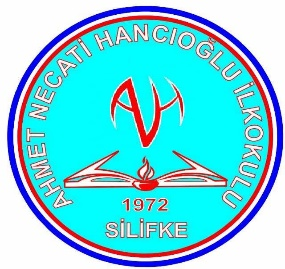 AHMET NECATİ HANCIOĞLU İLKOKULU
1972
SİLİFKE